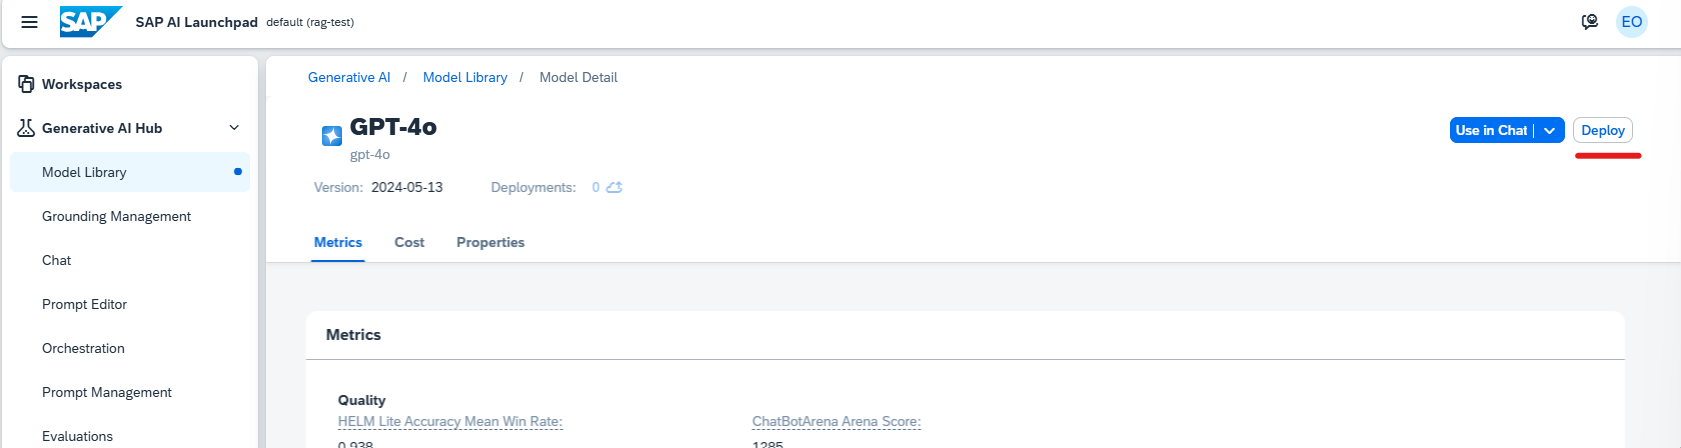 SAP SAP AI Launchpad default (rag-test) EO
Workspaces
Generative AI Hub
Model Library
Grounding Management
Chat
Prompt Editor
Orchestration
Prompt Management
Evaluations
Generative AI / Model Library / Model Detail
GPT-4o
gpt-4o
Use in Chat Deploy
Version: 2024-05-13 Deployments: 0
Metrics Cost Properties
Metrics
Quality
HELM Lite Accuracy Mean Win Rate: ChatBotArena Arena Score:
0.938 1285